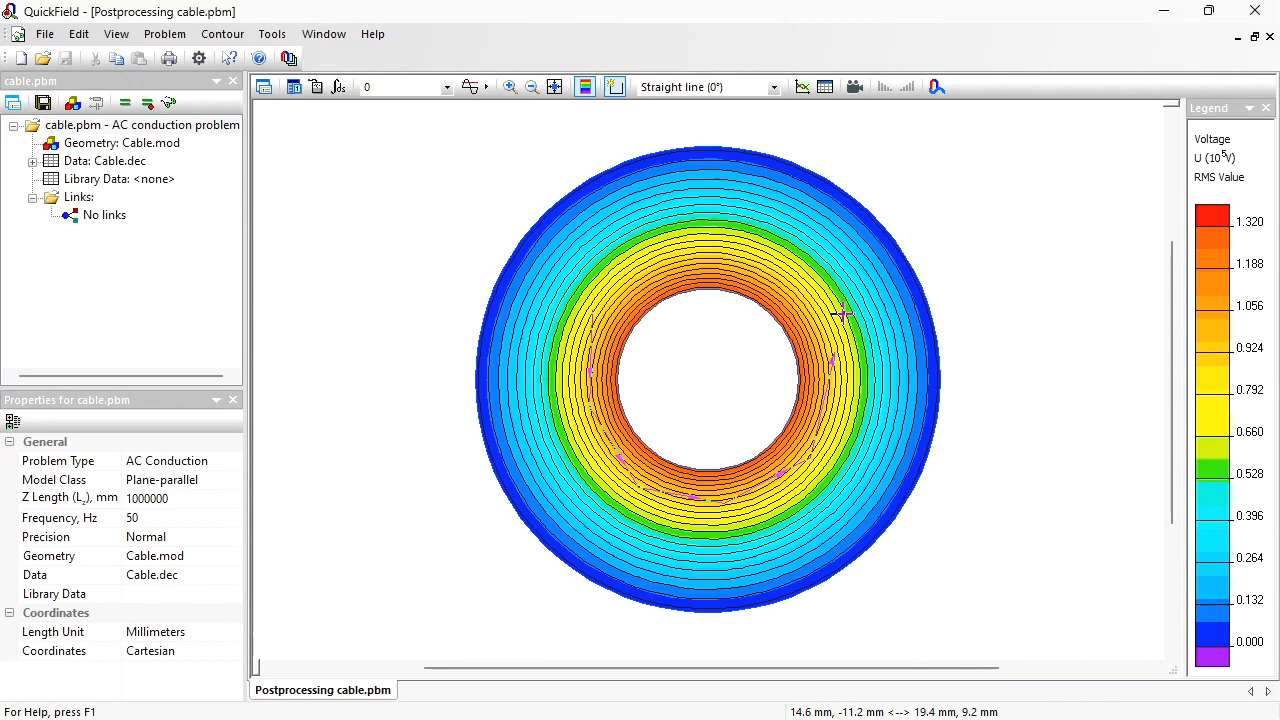 QuickField - [Postprocessing cable.pbm]
File Edit View Problem Contour Tools Window Help
cable.pbm
0
Straight line (0°)
cable.pbm - AC conduction problem
Geometry: Cable.mod
Data: Cable.dec
Library Data: <none>
Links:
No links
Properties for cable.pbm
General
Problem Type AC Conduction
Model Class Plane-parallel
Z Length (Lz), mm 1000000
Frequency, Hz 50
Precision Normal
Geometry Cable.mod
Data Cable.dec
Library Data
Coordinates
Length Unit Millimeters
Coordinates Cartesian
Legend
Voltage
U (10⁵V)
RMS Value
1.320
1.188
1.056
0.924
0.792
0.660
0.528
0.396
0.264
0.132
0.000
Postprocessing cable.pbm
For Help, press F1
14.6 mm, -11.2 mm <--> 19.4 mm, 9.2 mm